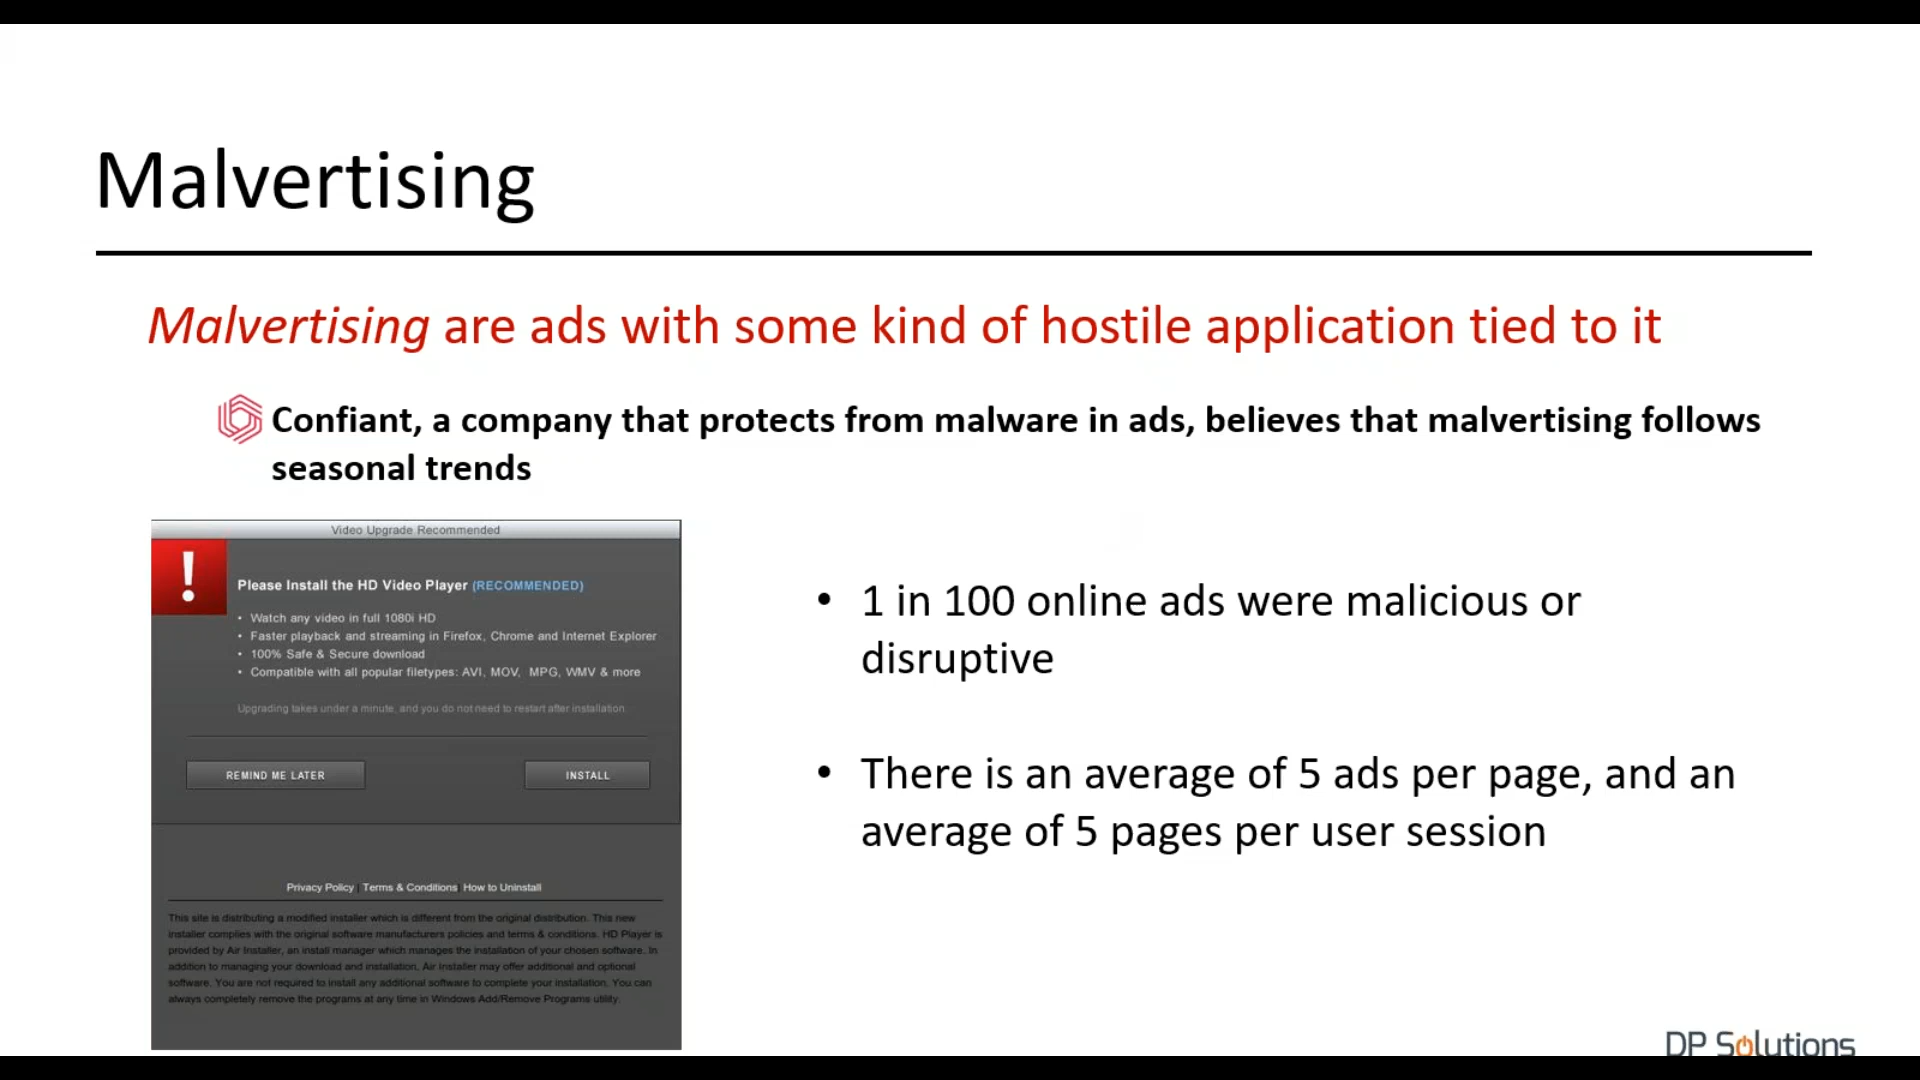 Malvertising
Malvertising are ads with some kind of hostile application tied to it
Confiant, a company that protects from malware in ads, believes that malvertising follows
seasonal trends
Video Upgrade Recommended
!
Please Install the HD Video Player (RECOMMENDED)
• Watch any video in full 1080i HD
• Faster playback and streaming in Firefox, Chrome and Internet Explorer
• 100% Safe & Secure download
• Compatible with all popular filetypes: AVI, MOV, MPG, WMV & more
Upgrading takes under a minute, and you do not need to restart after installation.
REMIND ME LATER
INSTALL
Privacy Policy | Terms & Conditions | How to Uninstall
This site is distributing a modified installer which is different from the original distribution. This new
installer complies with the original software manufacturers policies and terms & conditions. HD Player is
provided by Air Installer, an install manager which manages the installation of your chosen software. In
addition to managing your download and installation, Air Installer may offer additional and optional
software. You are not required to install any additional software to complete your installation. You can
always completely remove the programs at any time in Windows Add/Remove Programs utility.
• 1 in 100 online ads were malicious or
disruptive
• There is an average of 5 ads per page, and an
average of 5 pages per user session
DP Solutions